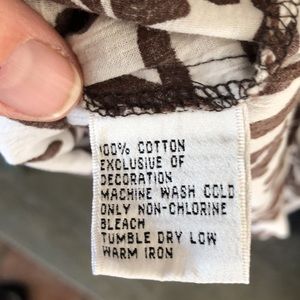 100% COTTON
EXCLUSIVE OF
DECORATION
MACHINE WASH COLD
ONLY NON-CHLORINE
BLEACH
TUMBLE DRY LOW
WARM IRON